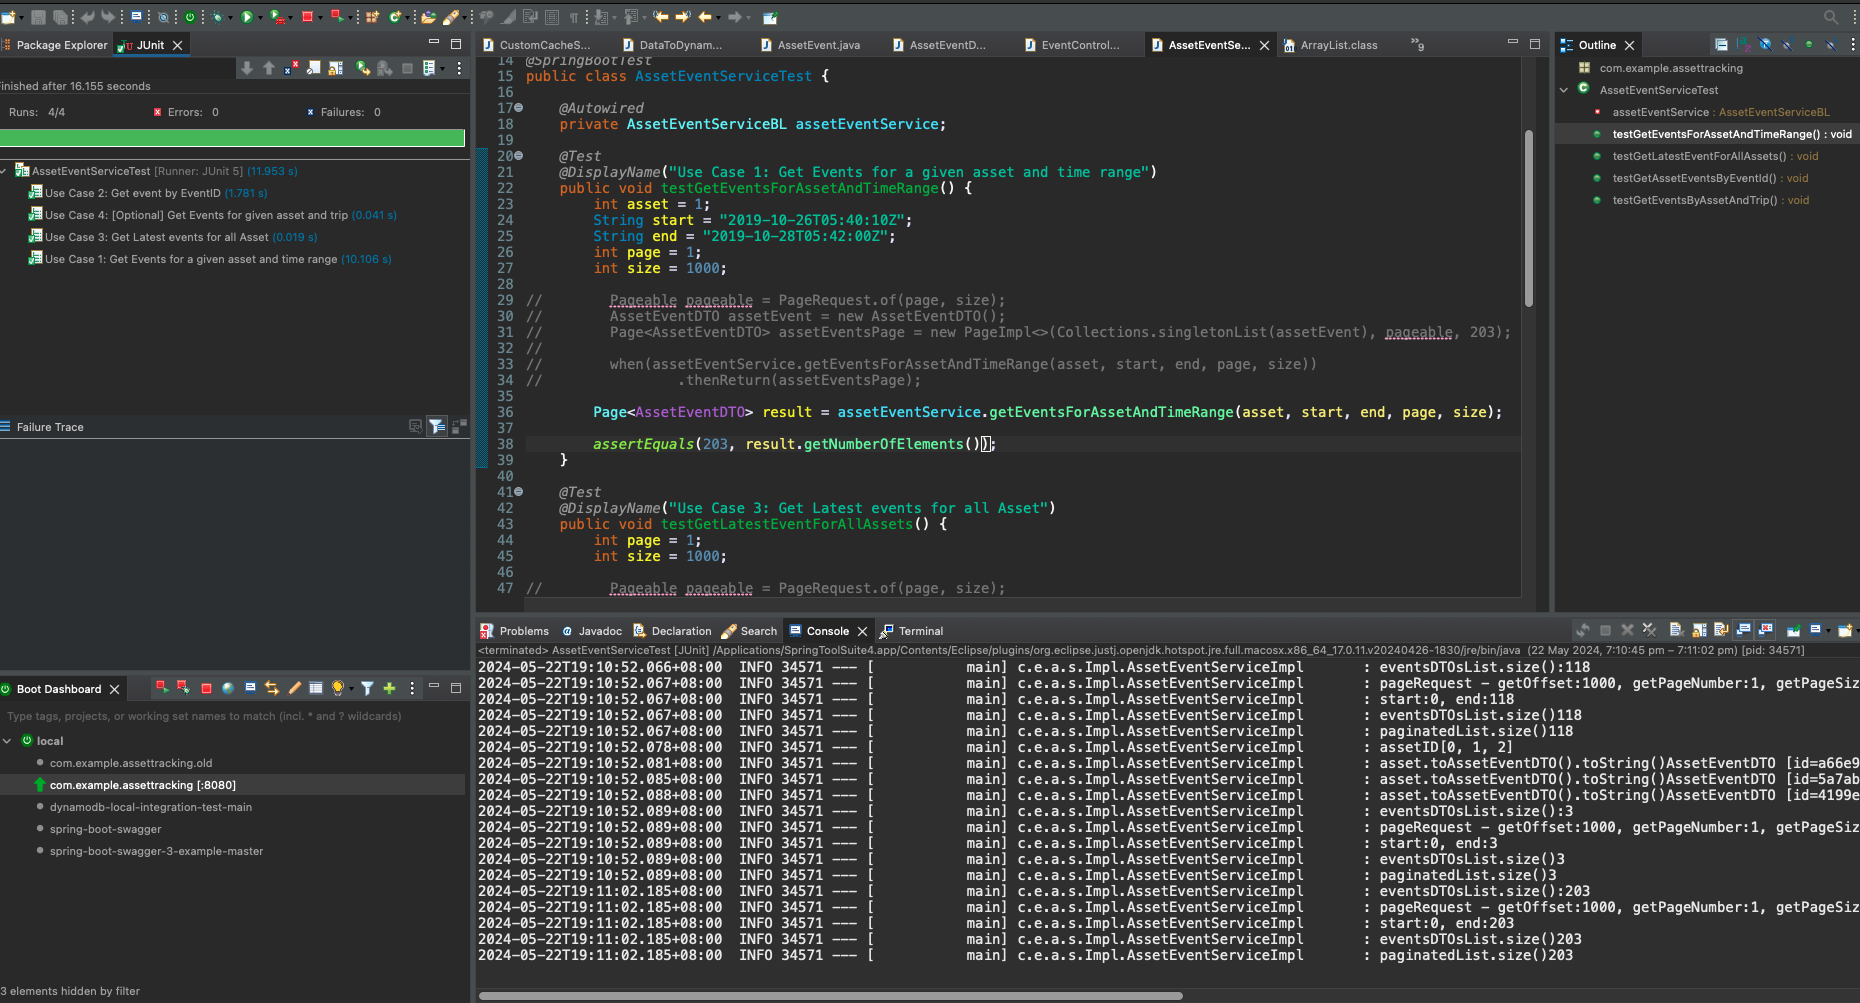 Package Explorer
JUnit
inished after 16.155 seconds
Runs: 4/4
Errors: 0
Failures: 0
AssetEventServiceTest [Runner: JUnit 5] (11.953 s)
Use Case 2: Get event by EventID (1.781 s)
Use Case 4: [Optional] Get Events for given asset and trip (0.041 s)
Use Case 3: Get Latest events for all Asset (0.019 s)
Use Case 1: Get Events for a given asset and time range (10.106 s)
Failure Trace
Boot Dashboard
Type tags, projects, or working set names to match (incl. * and ? wildcards)
local
com.example.assettracking.old
com.example.assettracking [:8080]
dynamodb-local-integration-test-main
spring-boot-swagger
spring-boot-swagger-3-example-master
3 elements hidden by filter
CustomCacheS...
DataToDynam...
AssetEvent.java
AssetEventD...
EventControl...
AssetEventSe...
ArrayList.class
»9
14 @SpringBootTest
15 public class AssetEventServiceTest {
16
17 @Autowired
18 private AssetEventServiceBL assetEventService;
19
20 @Test
21 @DisplayName("Use Case 1: Get Events for a given asset and time range")
22 public void testGetEventsForAssetAndTimeRange() {
23 int asset = 1;
24 String start = "2019-10-26T05:40:10Z";
25 String end = "2019-10-28T05:42:00Z";
26 int page = 1;
27 int size = 1000;
28
29 // Pageable pageable = PageRequest.of(page, size);
30 // AssetEventDTO assetEvent = new AssetEventDTO();
31 // Page<AssetEventDTO> assetEventsPage = new PageImpl<>(Collections.singletonList(assetEvent), pageable, 203);
32 //
33 // when(assetEventService.getEventsForAssetAndTimeRange(asset, start, end, page, size))
34 // .thenReturn(assetEventsPage);
35
36 Page<AssetEventDTO> result = assetEventService.getEventsForAssetAndTimeRange(asset, start, end, page, size);
37
38 assertEquals(203, result.getNumberOfElements());
39 }
40
41 @Test
42 @DisplayName("Use Case 3: Get Latest events for all Asset")
43 public void testGetLatestEventForAllAssets() {
44 int page = 1;
45 int size = 1000;
46
47 // Pageable pageable = PageRequest.of(page, size);
Outline
com.example.assettracking
AssetEventServiceTest
assetEventService : AssetEventServiceBL
testGetEventsForAssetAndTimeRange() : void
testGetLatestEventForAllAssets() : void
testGetAssetEventsByEventId() : void
testGetEventsByAssetAndTrip() : void
Problems
Javadoc
Declaration
Search
Console
Terminal
<terminated> AssetEventServiceTest [JUnit] /Applications/SpringToolSuite4.app/Contents/Eclipse/plugins/org.eclipse.justj.openjdk.hotspot.jre.full.macosx.x86_64_17.0.11.v20240426-1830/jre/bin/java (22 May 2024, 7:10:45 pm – 7:11:02 pm) [pid: 34571]
2024-05-22T19:10:52.066+08:00 INFO 34571 --- [ main] c.e.a.s.Impl.AssetEventServiceImpl : eventsDTOsList.size():118
2024-05-22T19:10:52.067+08:00 INFO 34571 --- [ main] c.e.a.s.Impl.AssetEventServiceImpl : pageRequest - getOffset:1000, getPageNumber:1, getPageSiz
2024-05-22T19:10:52.067+08:00 INFO 34571 --- [ main] c.e.a.s.Impl.AssetEventServiceImpl : start:0, end:118
2024-05-22T19:10:52.067+08:00 INFO 34571 --- [ main] c.e.a.s.Impl.AssetEventServiceImpl : eventsDTOsList.size()118
2024-05-22T19:10:52.067+08:00 INFO 34571 --- [ main] c.e.a.s.Impl.AssetEventServiceImpl : paginatedList.size()118
2024-05-22T19:10:52.078+08:00 INFO 34571 --- [ main] c.e.a.s.Impl.AssetEventServiceImpl : assetID[0, 1, 2]
2024-05-22T19:10:52.081+08:00 INFO 34571 --- [ main] c.e.a.s.Impl.AssetEventServiceImpl : asset.toAssetEventDTO().toString()AssetEventDTO [id=a66e9
2024-05-22T19:10:52.085+08:00 INFO 34571 --- [ main] c.e.a.s.Impl.AssetEventServiceImpl : asset.toAssetEventDTO().toString()AssetEventDTO [id=5a7ab
2024-05-22T19:10:52.088+08:00 INFO 34571 --- [ main] c.e.a.s.Impl.AssetEventServiceImpl : asset.toAssetEventDTO().toString()AssetEventDTO [id=4199e
2024-05-22T19:10:52.089+08:00 INFO 34571 --- [ main] c.e.a.s.Impl.AssetEventServiceImpl : eventsDTOsList.size():3
2024-05-22T19:10:52.089+08:00 INFO 34571 --- [ main] c.e.a.s.Impl.AssetEventServiceImpl : pageRequest - getOffset:1000, getPageNumber:1, getPageSiz
2024-05-22T19:10:52.089+08:00 INFO 34571 --- [ main] c.e.a.s.Impl.AssetEventServiceImpl : start:0, end:3
2024-05-22T19:10:52.089+08:00 INFO 34571 --- [ main] c.e.a.s.Impl.AssetEventServiceImpl : eventsDTOsList.size()3
2024-05-22T19:10:52.089+08:00 INFO 34571 --- [ main] c.e.a.s.Impl.AssetEventServiceImpl : paginatedList.size()3
2024-05-22T19:11:02.185+08:00 INFO 34571 --- [ main] c.e.a.s.Impl.AssetEventServiceImpl : eventsDTOsList.size():203
2024-05-22T19:11:02.185+08:00 INFO 34571 --- [ main] c.e.a.s.Impl.AssetEventServiceImpl : pageRequest - getOffset:1000, getPageNumber:1, getPageSiz
2024-05-22T19:11:02.185+08:00 INFO 34571 --- [ main] c.e.a.s.Impl.AssetEventServiceImpl : start:0, end:203
2024-05-22T19:11:02.185+08:00 INFO 34571 --- [ main] c.e.a.s.Impl.AssetEventServiceImpl : eventsDTOsList.size()203
2024-05-22T19:11:02.185+08:00 INFO 34571 --- [ main] c.e.a.s.Impl.AssetEventServiceImpl : paginatedList.size()203